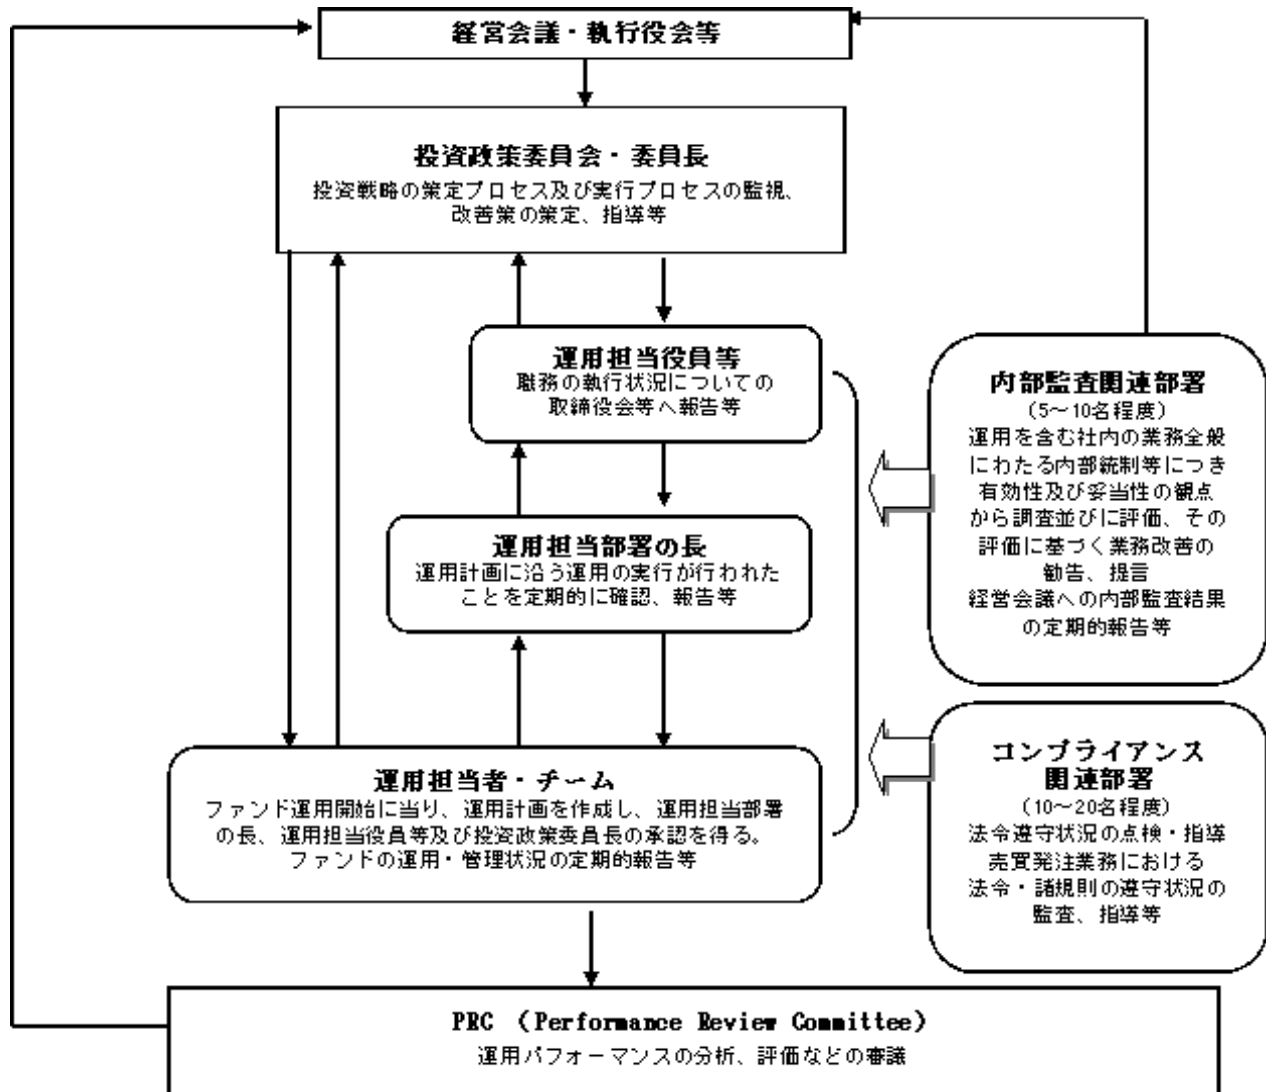 経営会議・執行役会等
投資政策委員会・委員長
投資戦略の策定プロセス及び実行プロセスの監視、
改善策の策定、指導等
運用担当役員等
職務の執行状況についての
取締役会等へ報告等
運用担当部署の長
運用計画に沿う運用の実行が行われた
ことを定期的に確認、報告等
運用担当者・チーム
ファンド運用開始に当り、運用計画を作成し、運用担当部署
の長、運用担当役員等及び投資政策委員長の承認を得る。
ファンドの運用・管理状況の定期的報告等
内部監査関連部署
(5～10名程度)
運用を含む社内の業務全般
にわたる内部統制等につき
有効性及び妥当性の観点
から調査並びに評価、その
評価に基づく業務改善の
勧告、提言
経営会議への内部監査結果
の定期的報告等
コンプライアンス
関連部署
(10～20名程度)
法令遵守状況の点検・指導
売買発注業務における
法令・諸規則の遵守状況の
監査、指導等
PRC （Performance Review Committee）
運用パフォーマンスの分析、評価などの審議